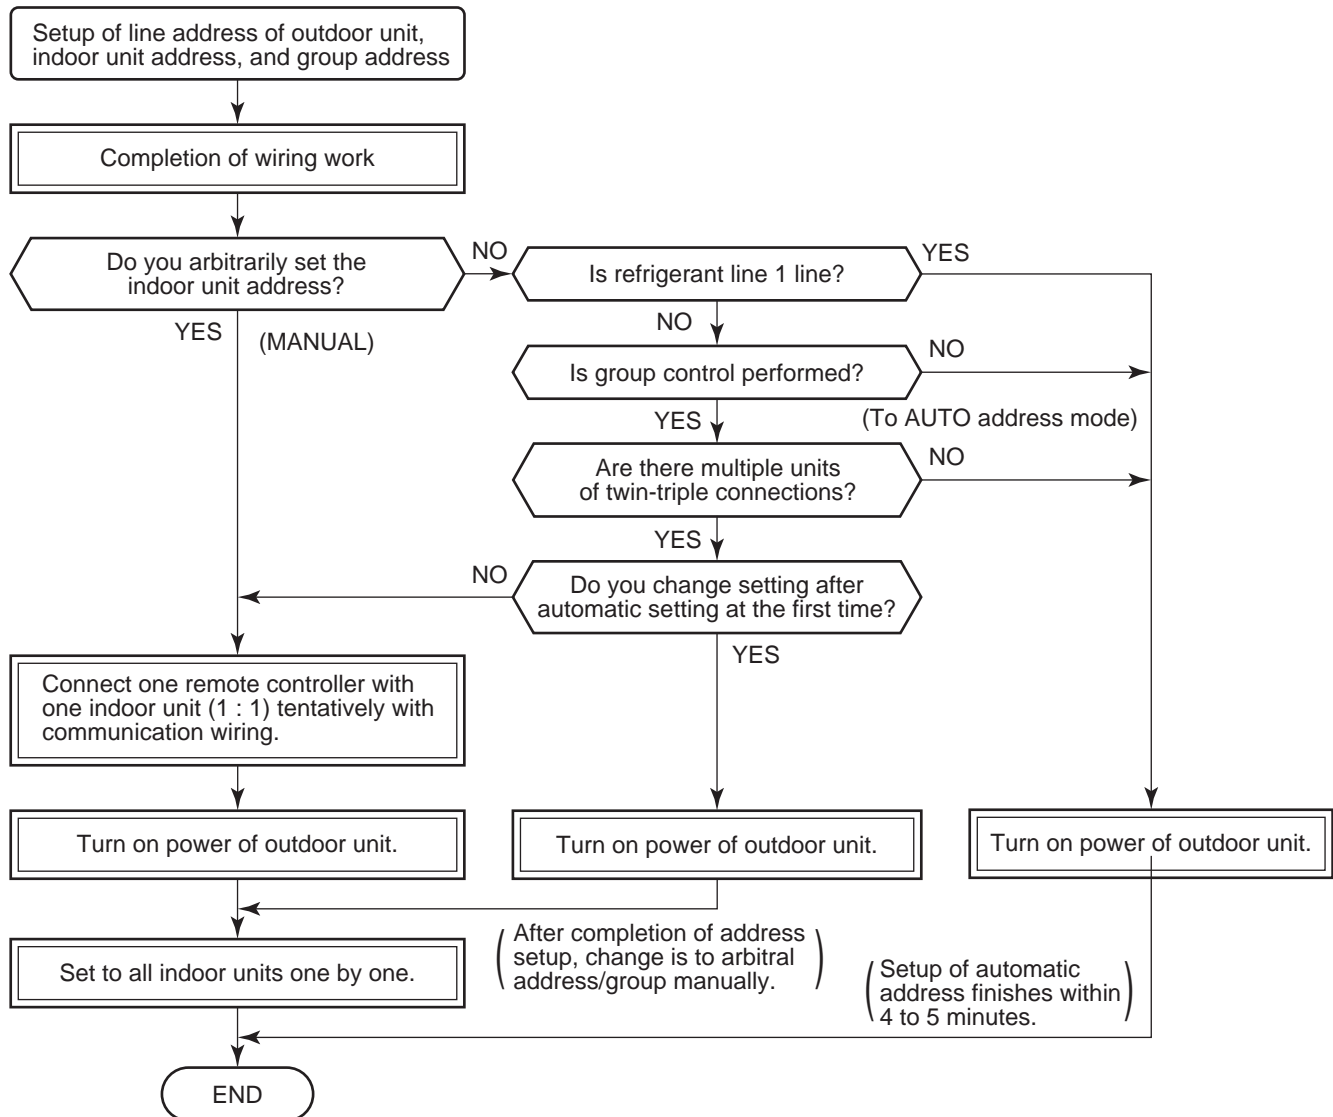 Setup of line address of outdoor unit,
indoor unit address, and group address
Completion of wiring work
Do you arbitrarily set the
indoor unit address?
NO
YES
(MANUAL)
Is refrigerant line 1 line?
YES
NO
Is group control performed?
NO
YES
(To AUTO address mode)
Are there multiple units
of twin-triple connections?
NO
YES
Do you change setting after
automatic setting at the first time?
NO
YES
Connect one remote controller with
one indoor unit (1 : 1) tentatively with
communication wiring.
Turn on power of outdoor unit.
Turn on power of outdoor unit.
Turn on power of outdoor unit.
(After completion of address
setup, change is to arbitral
address/group manually.)
Set to all indoor units one by one.
(Setup of automatic
address finishes within
4 to 5 minutes.)
END